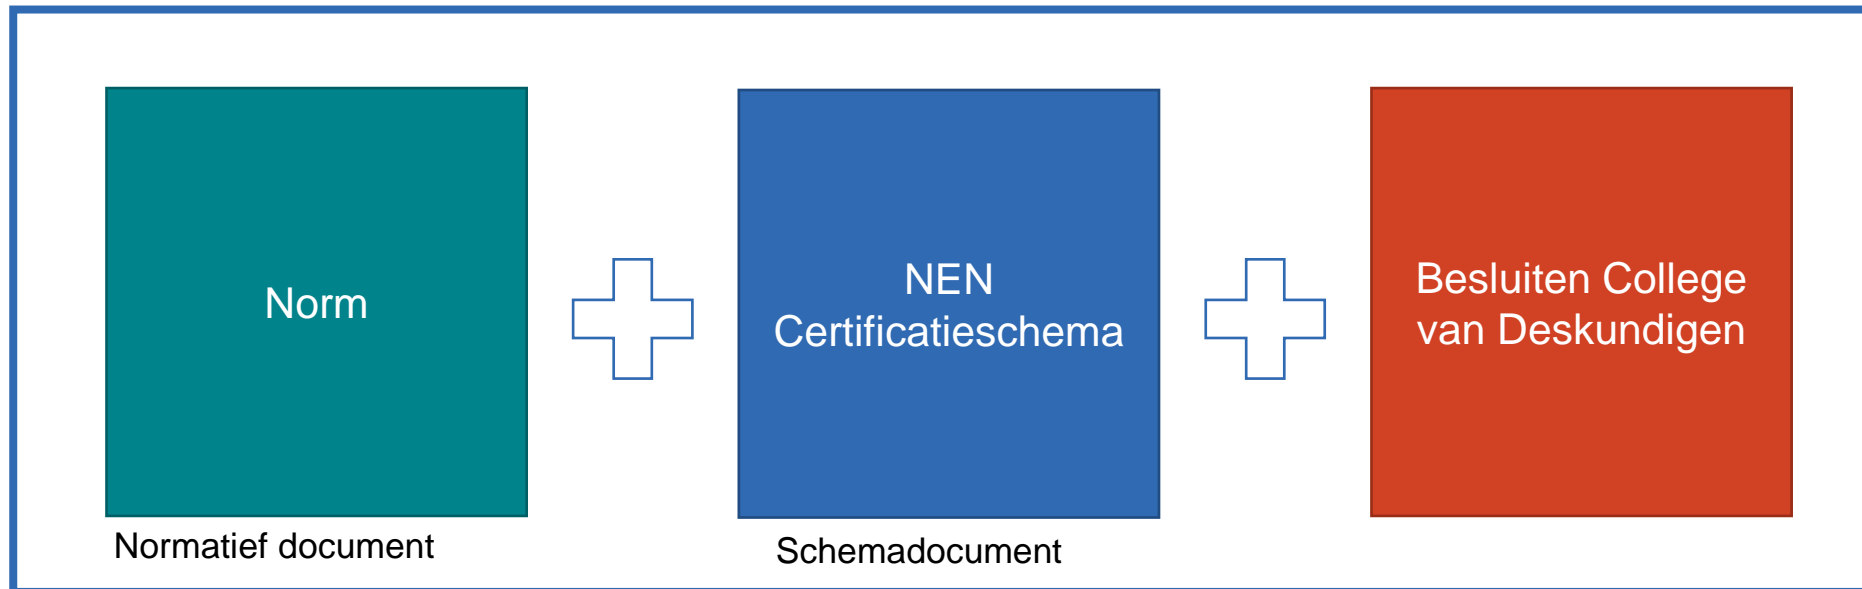 Norm
NEN
Certificatieschema
Besluiten College
van Deskundigen
Normatief document
Schemadocument